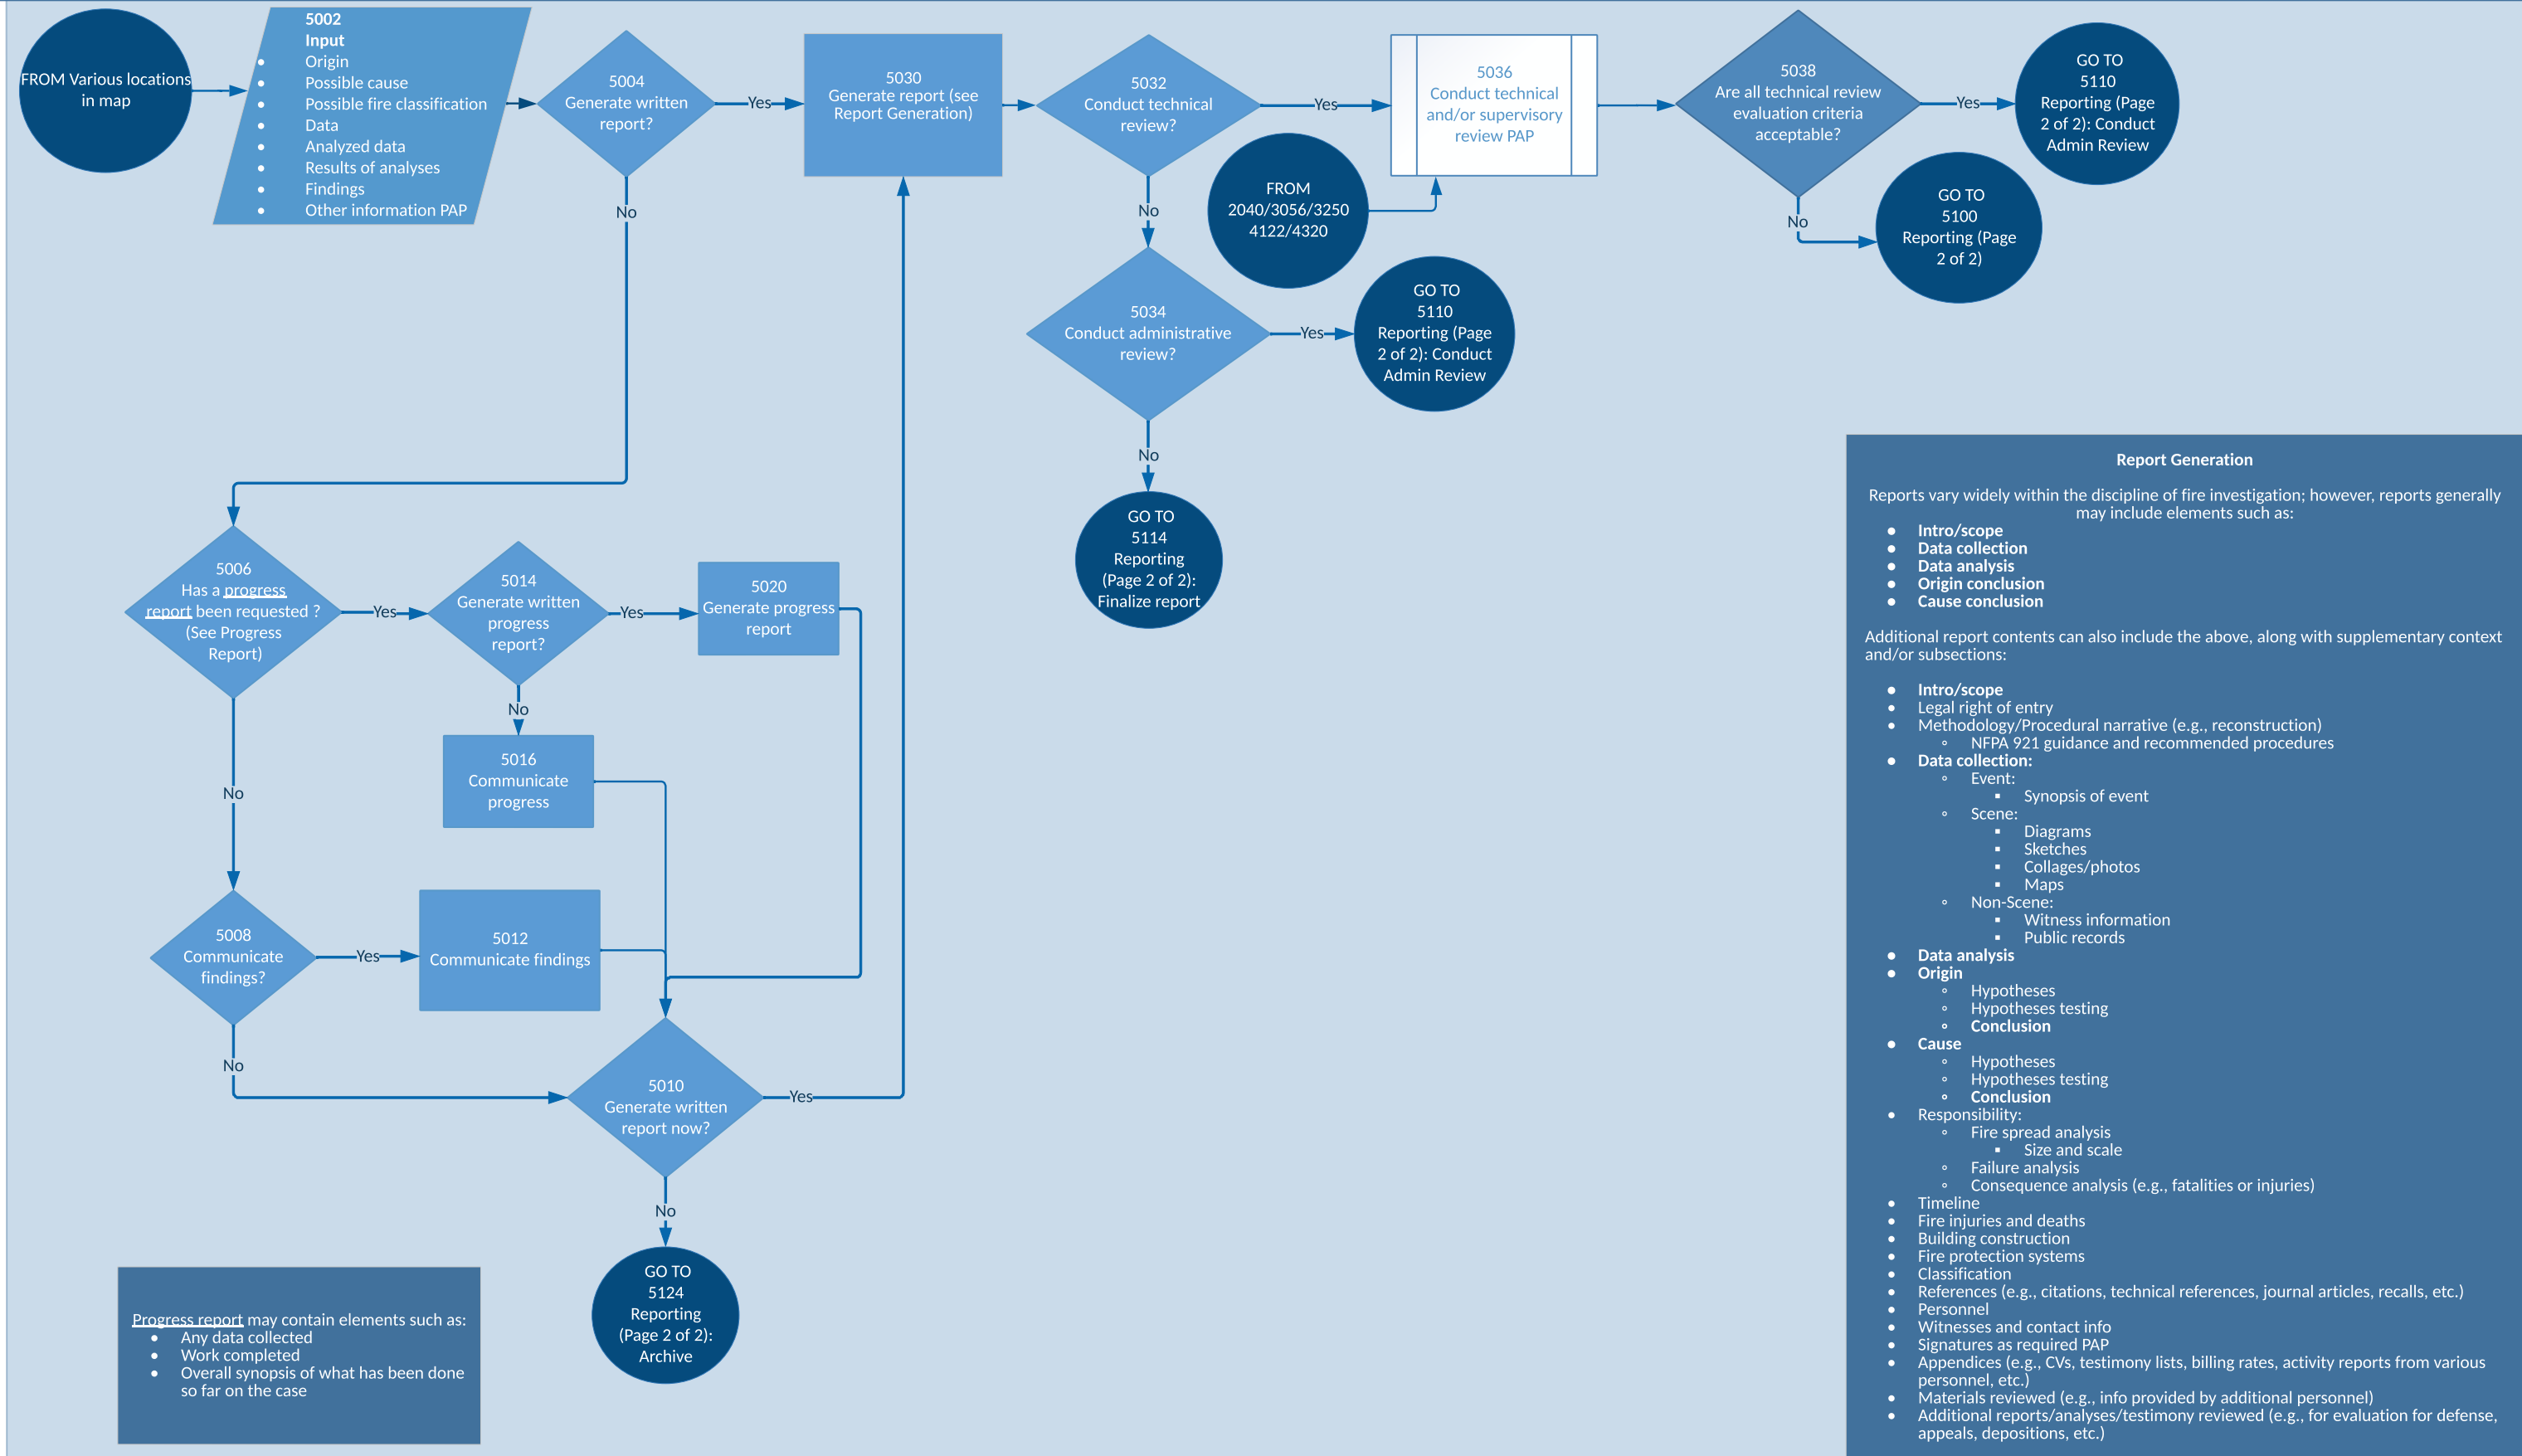 FROM Various locations
in map
5002
Input
• Origin
• Possible cause
• Possible fire classification
• Data
• Analyzed data
• Results of analyses
• Findings
• Other information PAP
5004
Generate written
report?
Yes
No
5030
Generate report (see
Report Generation)
5032
Conduct technical
review?
Yes
No
5036
Conduct technical
and/or supervisory
review PAP
FROM
2040/3056/3250
4122/4320
5038
Are all technical review
evaluation criteria
acceptable?
Yes
No
GO TO
5110
Reporting (Page
2 of 2): Conduct
Admin Review
GO TO
5100
Reporting (Page
2 of 2)
5034
Conduct administrative
review?
Yes
No
GO TO
5110
Reporting (Page
2 of 2): Conduct
Admin Review
GO TO
5114
Reporting
(Page 2 of 2):
Finalize report
5006
Has a progress
report been requested ?
(See Progress
Report)
Yes
No
5014
Generate written
progress
report?
Yes
No
5020
Generate progress
report
5016
Communicate
progress
5008
Communicate
findings?
Yes
No
5012
Communicate findings
5010
Generate written
report now?
Yes
No
GO TO
5124
Reporting
(Page 2 of 2):
Archive
Progress report may contain elements such as:
• Any data collected
• Work completed
• Overall synopsis of what has been done
so far on the case
Report Generation
Reports vary widely within the discipline of fire investigation; however, reports generally
may include elements such as:
• Intro/scope
• Data collection
• Data analysis
• Origin conclusion
• Cause conclusion
Additional report contents can also include the above, along with supplementary context
and/or subsections:
• Intro/scope
• Legal right of entry
• Methodology/Procedural narrative (e.g., reconstruction)
◦ NFPA 921 guidance and recommended procedures
• Data collection:
◦ Event:
▪ Synopsis of event
◦ Scene:
▪ Diagrams
▪ Sketches
▪ Collages/photos
▪ Maps
◦ Non-Scene:
▪ Witness information
▪ Public records
• Data analysis
• Origin
◦ Hypotheses
◦ Hypotheses testing
◦ Conclusion
• Cause
◦ Hypotheses
◦ Hypotheses testing
◦ Conclusion
• Responsibility:
◦ Fire spread analysis
▪ Size and scale
◦ Failure analysis
◦ Consequence analysis (e.g., fatalities or injuries)
• Timeline
• Fire injuries and deaths
• Building construction
• Fire protection systems
• Classification
• References (e.g., citations, technical references, journal articles, recalls, etc.)
• Personnel
• Witnesses and contact info
• Signatures as required PAP
• Appendices (e.g., CVs, testimony lists, billing rates, activity reports from various
personnel, etc.)
• Materials reviewed (e.g., info provided by additional personnel)
• Additional reports/analyses/testimony reviewed (e.g., for evaluation for defense,
appeals, depositions, etc.)